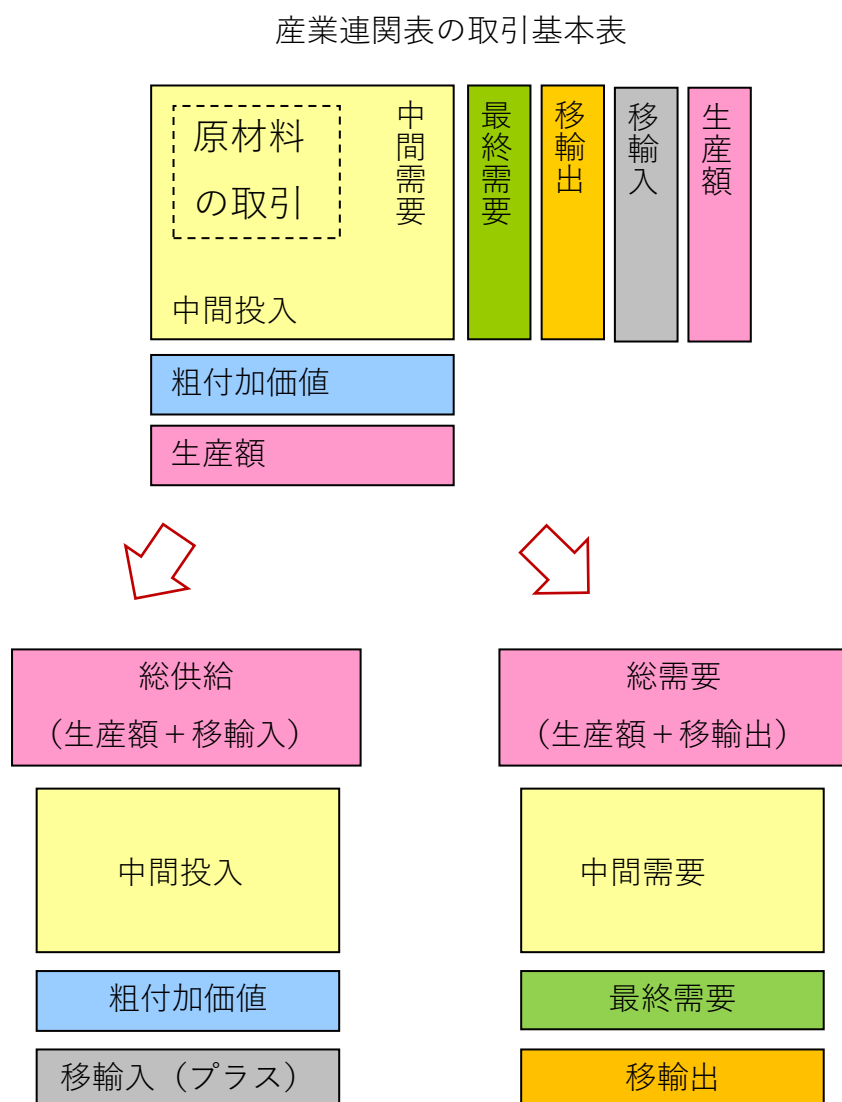 産業連関表の取引基本表
原材料
の取引
中間需要
中間投入
最終需要
移輸出
移輸入
生産額
粗付加価値
生産額
総供給
（生産額＋移輸入）
中間投入
粗付加価値
移輸入（プラス）
総需要
（生産額＋移輸出）
中間需要
最終需要
移輸出